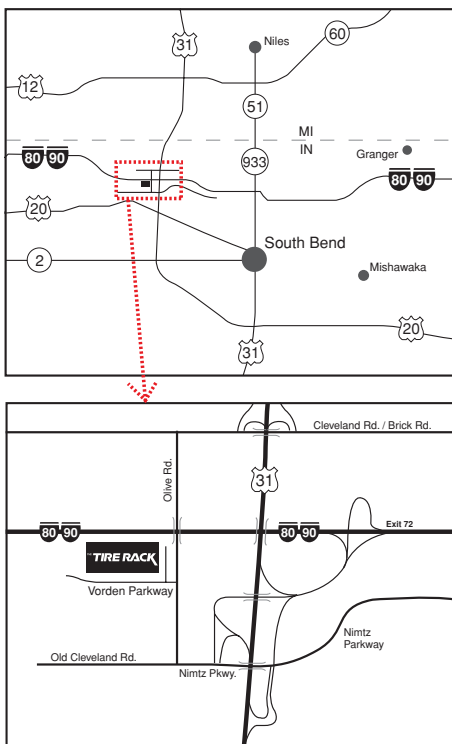 31
Niles
60
12
51
MI
IN
80 90
933
Granger
80 90
20
South Bend
2
Mishawaka
20
31
Cleveland Rd. / Brick Rd.
Olive Rd.
31
80 90
80 90
Exit 72
TIRE RACK
Vorden Parkway
Nimtz
Parkway
Old Cleveland Rd.
Nimtz Pkwy.